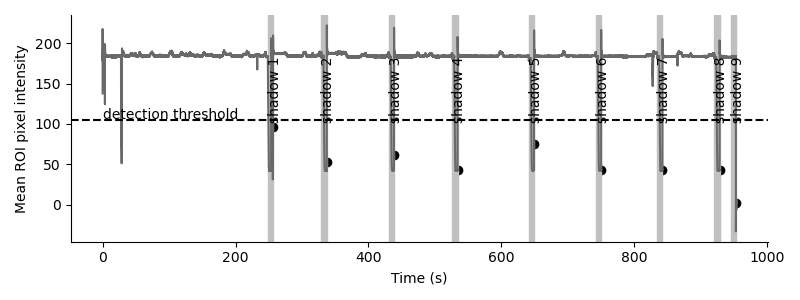 200
150
100
50
0
Mean ROI pixel intensity
detection threshold
shadow 1
shadow 2
shadow 3
shadow 4
shadow 5
shadow 6
shadow 7
shadow 8
shadow 9
0 200 400 600 800 1000
Time (s)